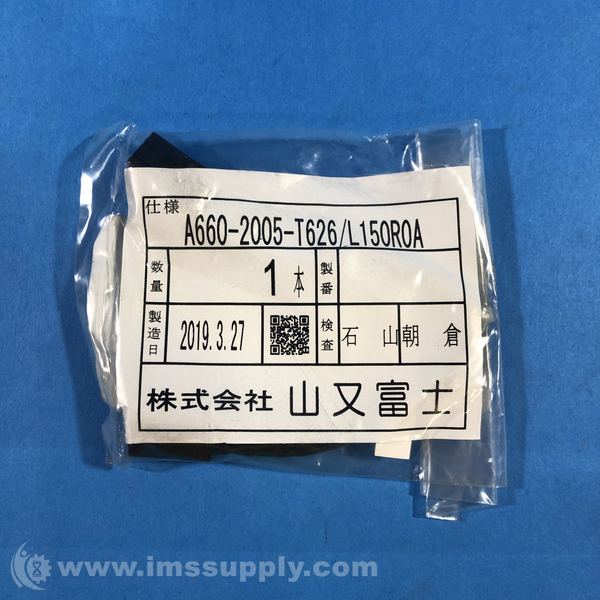 仕様
A660-2005-T626/L150R0A
数量 1 本 製番
製造日 2019.3.27 検査 石山 朝倉
株式会社 山又富士
www.imssupply.com